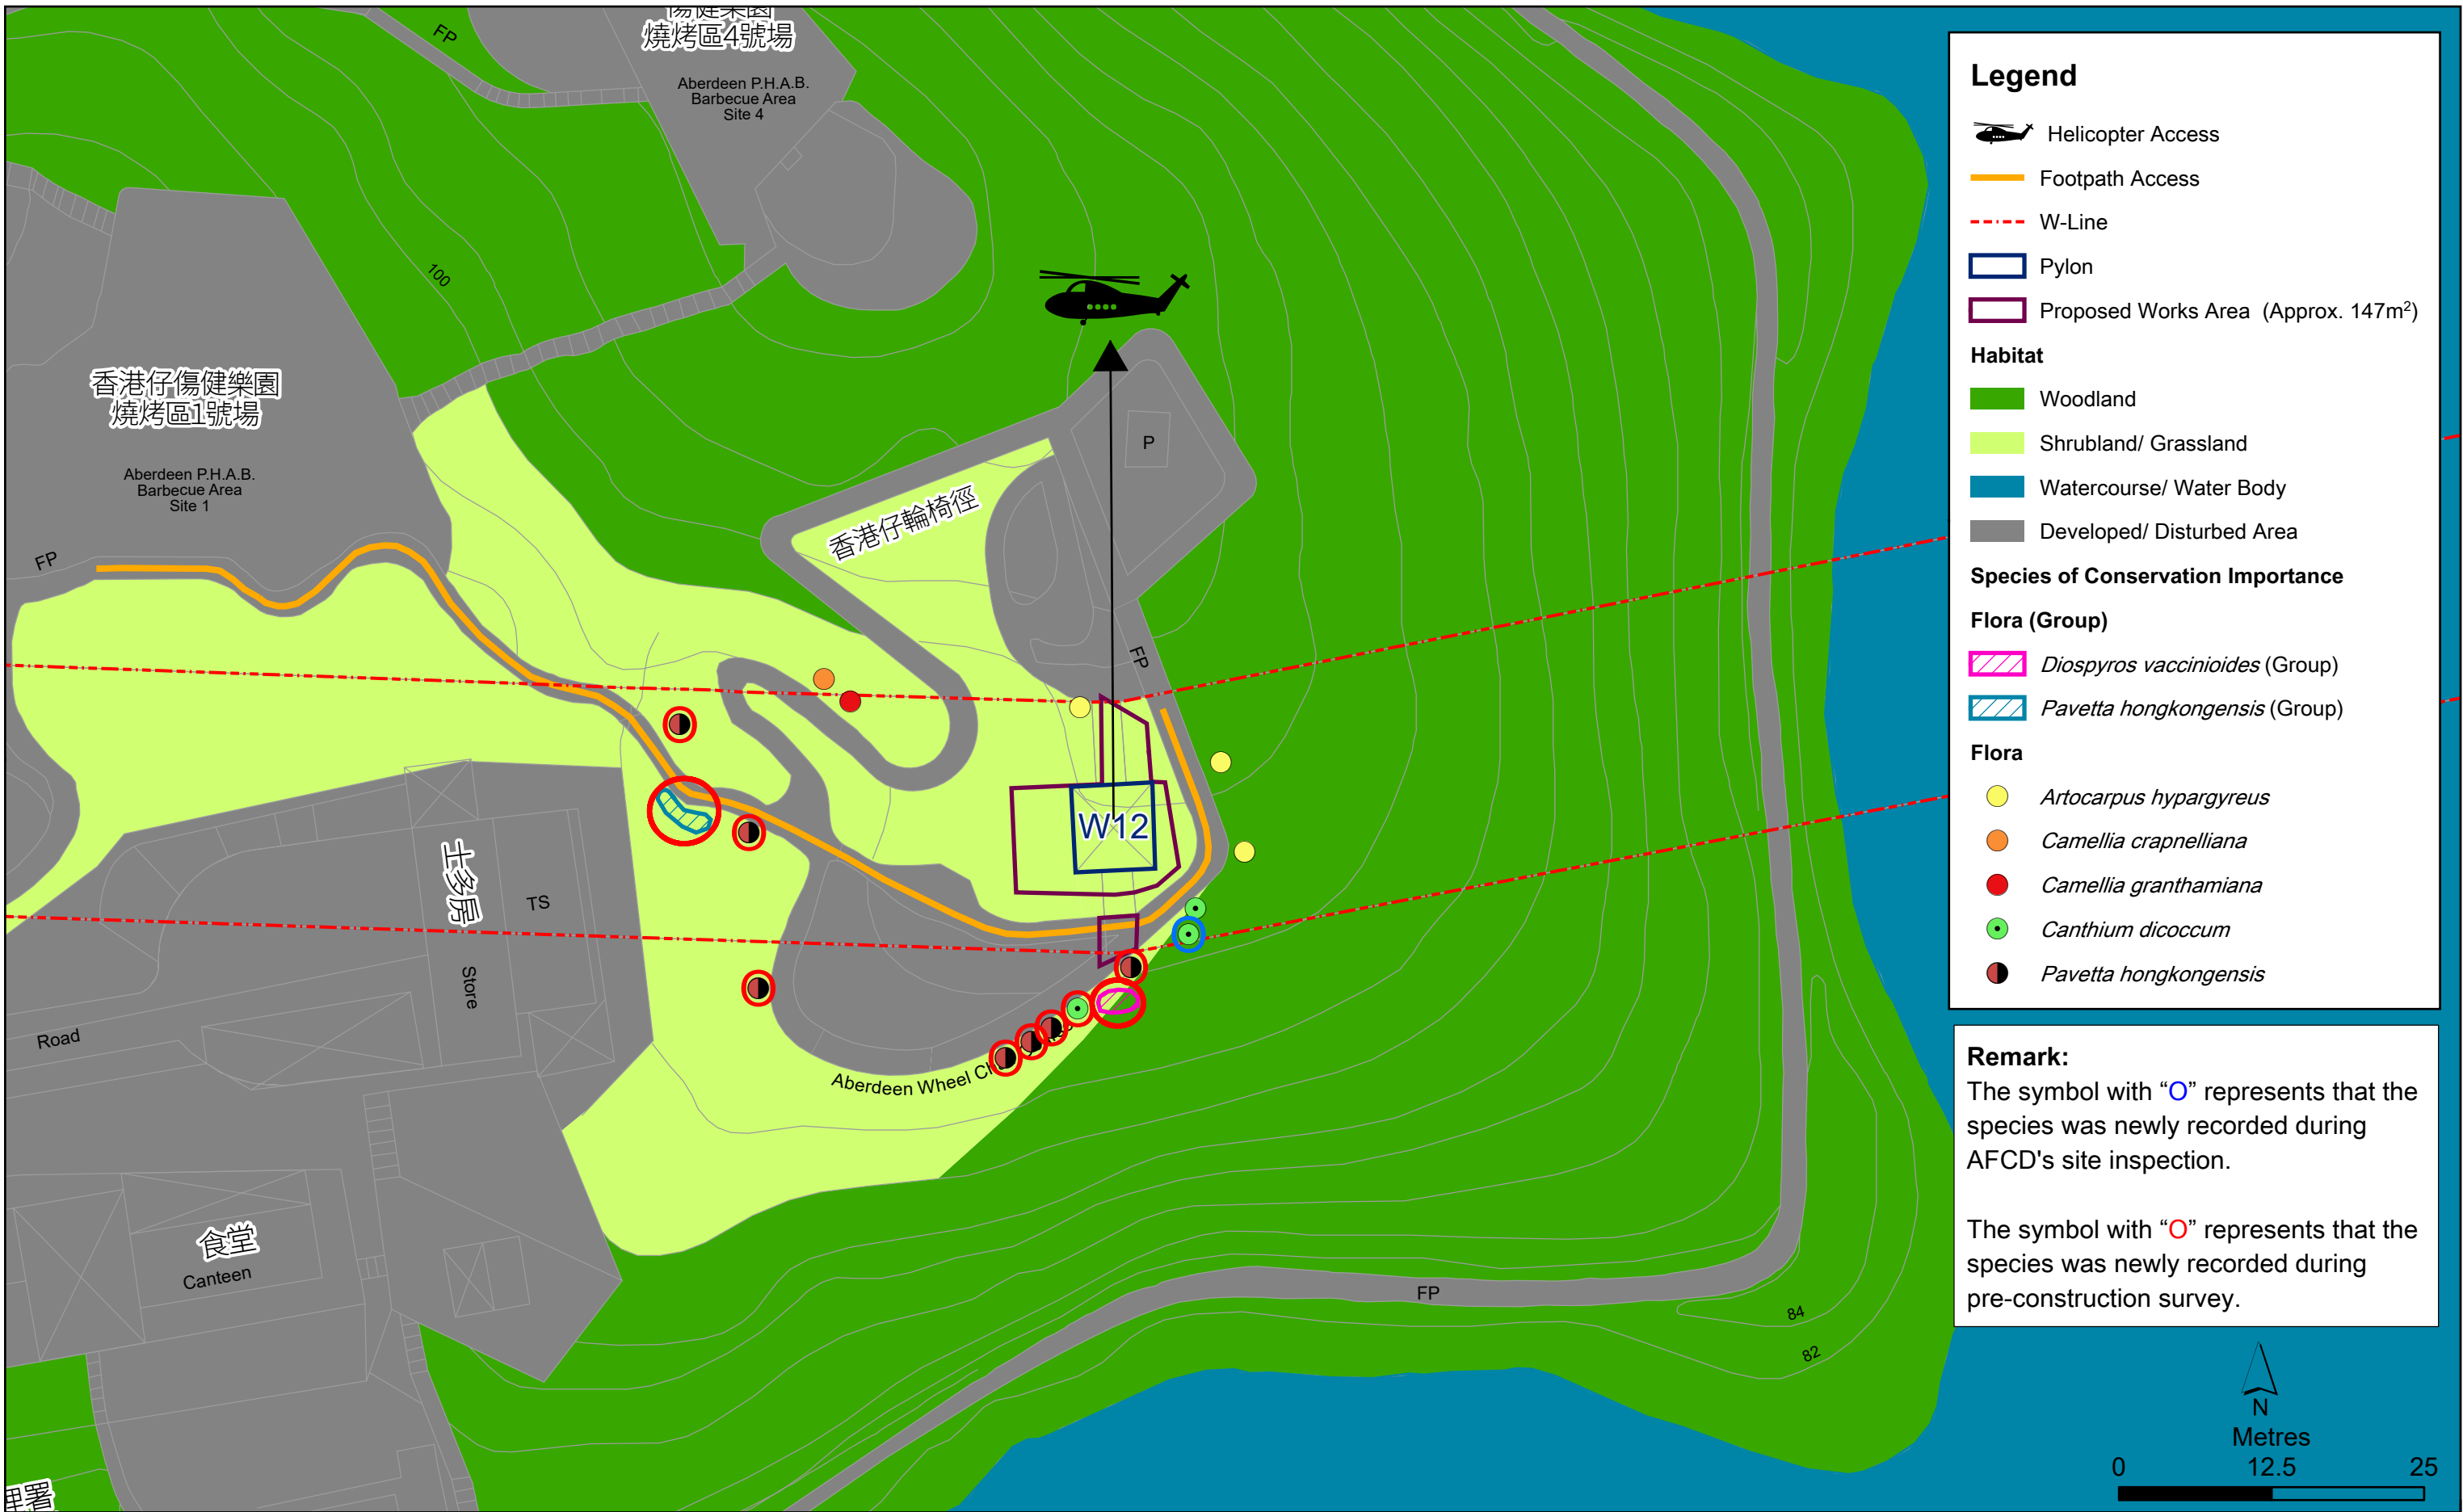 傷健樂園
燒烤區4號場
Aberdeen P.H.A.B.
Barbecue Area
Site 4
FP
100
香港仔傷健樂園
燒烤區1號場
Aberdeen P.H.A.B.
Barbecue Area
Site 1
FP
P
香港仔輪椅徑
FP
W12
士多房
TS
Store
Road
Aberdeen Wheel
食堂
Canteen
FP
84
82
理署
Legend
Helicopter Access
Footpath Access
W-Line
Pylon
Proposed Works Area (Approx. 147m²)
Habitat
Woodland
Shrubland/ Grassland
Watercourse/ Water Body
Developed/ Disturbed Area
Species of Conservation Importance
Flora (Group)
Diospyros vaccinioides (Group)
Pavetta hongkongensis (Group)
Flora
Artocarpus hypargyreus
Camellia crapnelliana
Camellia granthamiana
Canthium dicoccum
Pavetta hongkongensis
Remark:
The symbol with “O” represents that the
species was newly recorded during
AFCD's site inspection.
The symbol with “O” represents that the
species was newly recorded during
pre-construction survey.
N
Metres
0 12.5 25